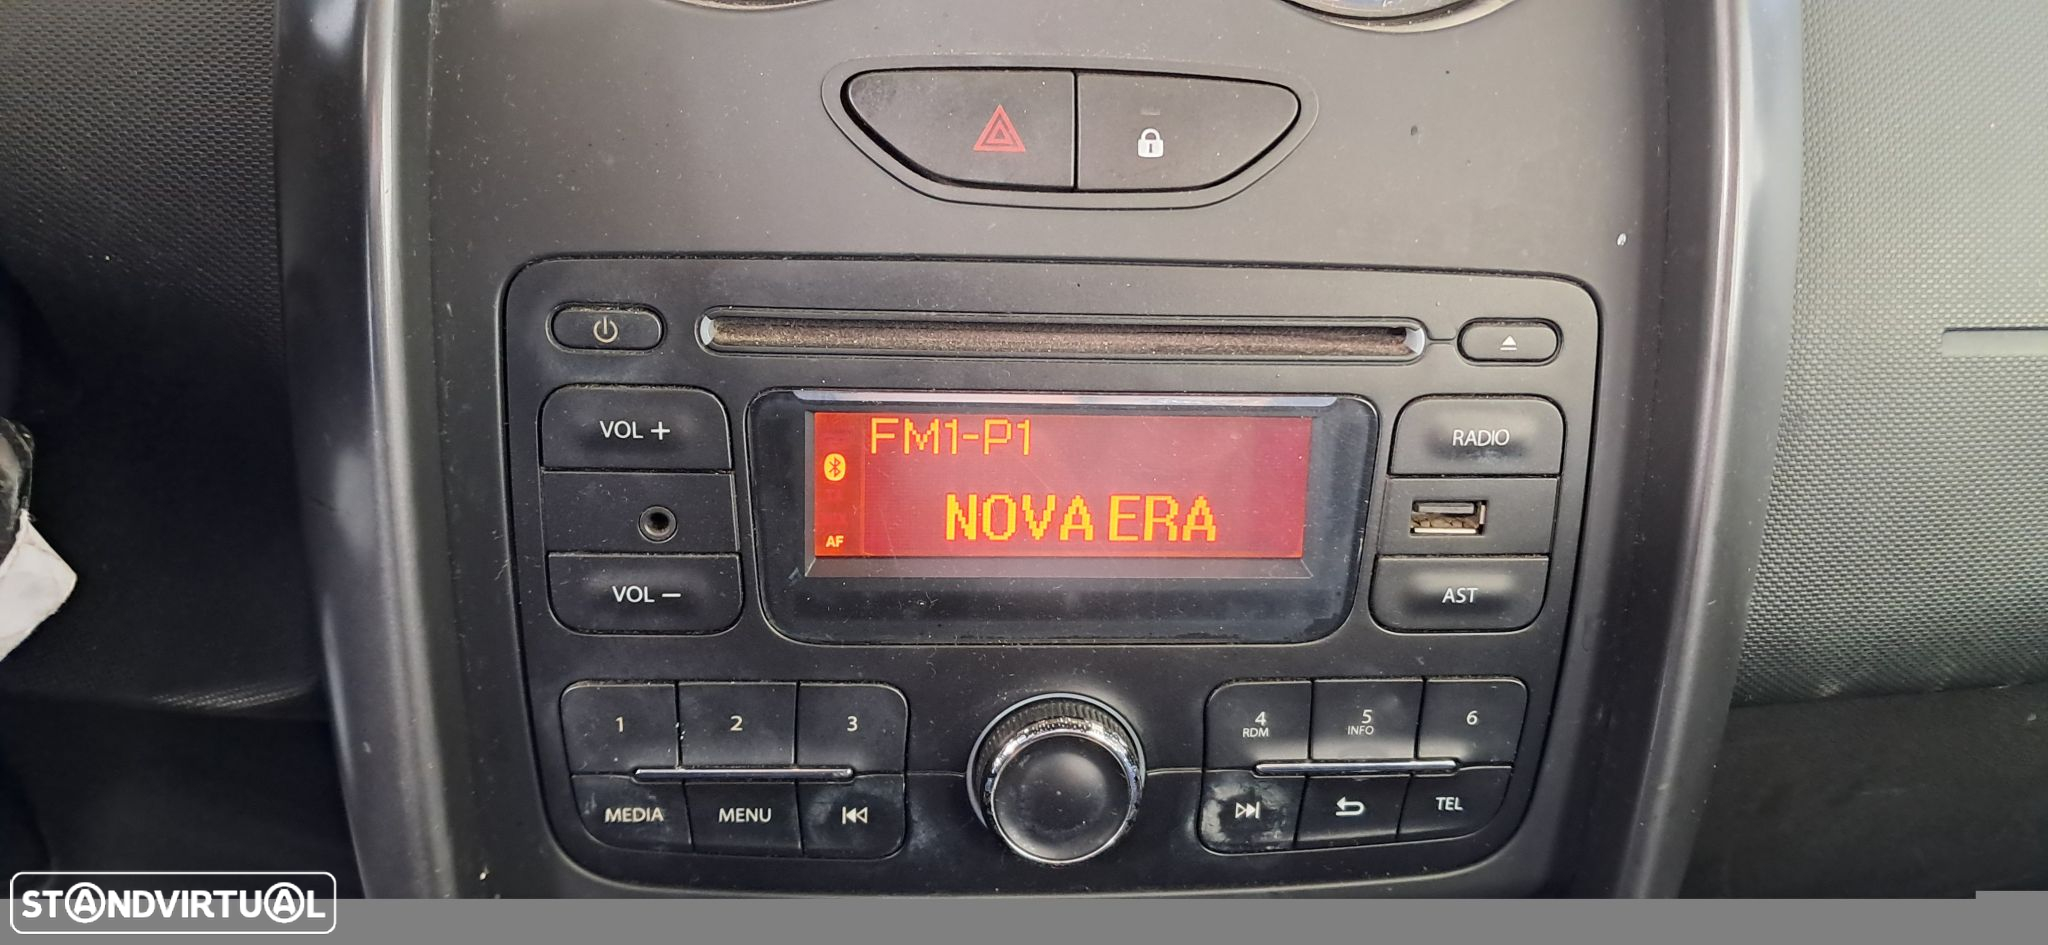 VOL +
FM1-P1
RADIO
NOVA ERA
AF
VOL –
AST
1 2 3
4 5 6
RDM INFO
MEDIA MENU
TEL
STANDVIRTUAL